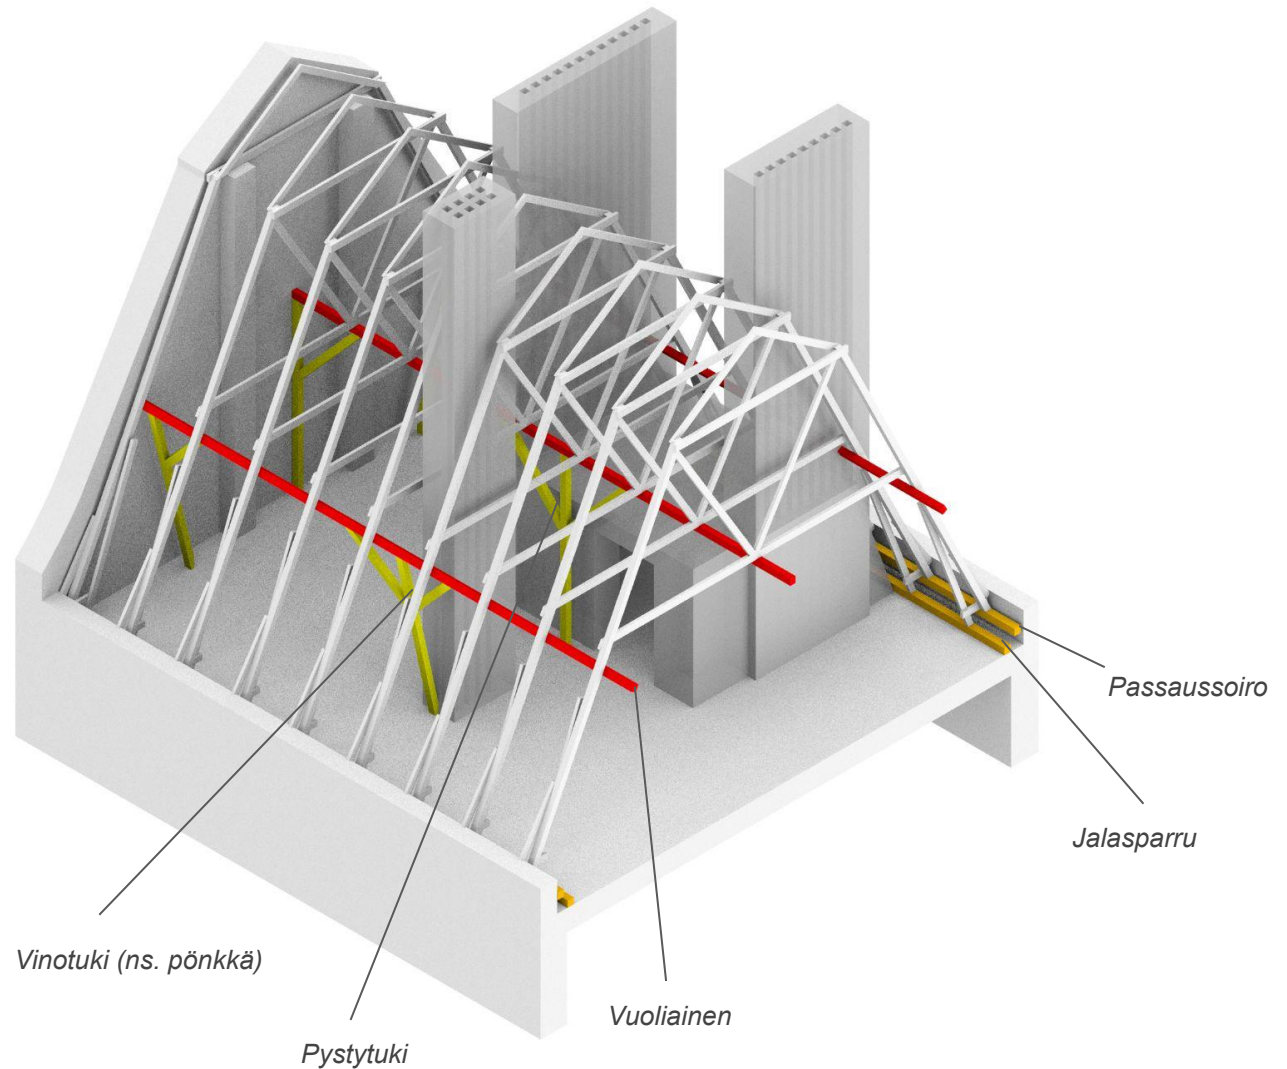 Passaussoiro
Jalasparru
Vinotuki (ns. pönkkä)
Vuoliainen
Pystytuki